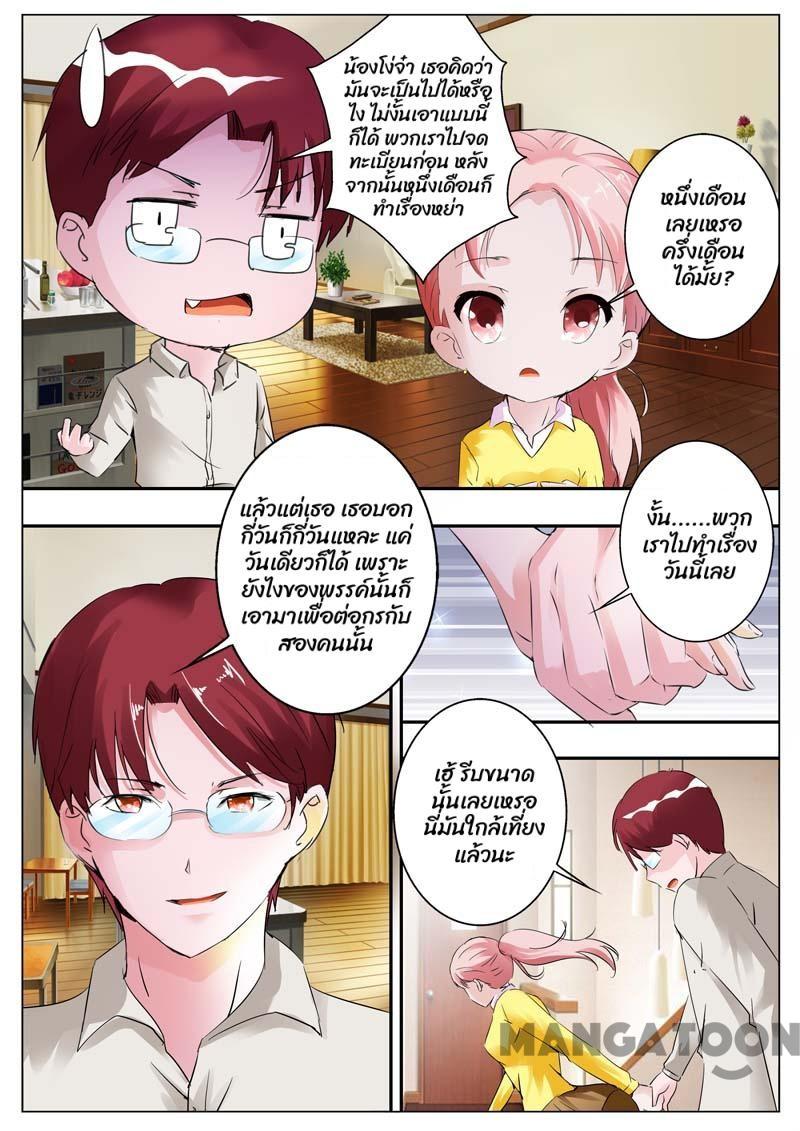 น้องโง่จ๋า เธอคิดว่า
มันจะเป็นไปได้หรือ
ไง ไม่งั้นเอาแบบนี้
ก็ได้ พวกเราไปจด
ทะเบียนก่อน หลัง
จากนั้นหนึ่งเดือนก็
ทำเรื่องหย่า
หนึ่งเดือน
เลยเหรอ
ครึ่งเดือน
ได้มั้ย?
แล้วแต่เธอ เธอบอก
กี่วันก็กี่วันแหละ แค่
วันเดียวก็ได้ เพราะ
ยังไงของพรรค์นั้นก็
เอามาเพื่อต่อกรกับ
สองคนนั้น
งั้น......พวก
เราไปทำเรื่อง
วันนี้เลย
เฮ้ รีบขนาด
นั้นเลยเหรอ
นี่มันใกล้เที่ยง
แล้วนะ
電子レンジ
MANGATOON